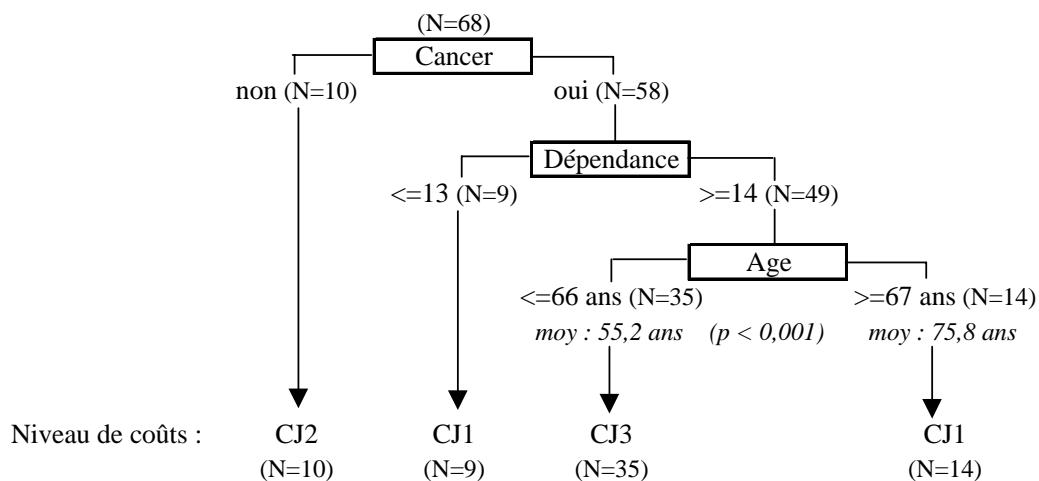 (N=68)
Cancer
non (N=10)
oui (N=58)
Dépendance
<=13 (N=9)
>=14 (N=49)
Age
<=66 ans (N=35)
>=67 ans (N=14)
moy : 55,2 ans (p < 0,001) moy : 75,8 ans
Niveau de coûts : CJ2 CJ1 CJ3 CJ1
(N=10) (N=9) (N=35) (N=14)